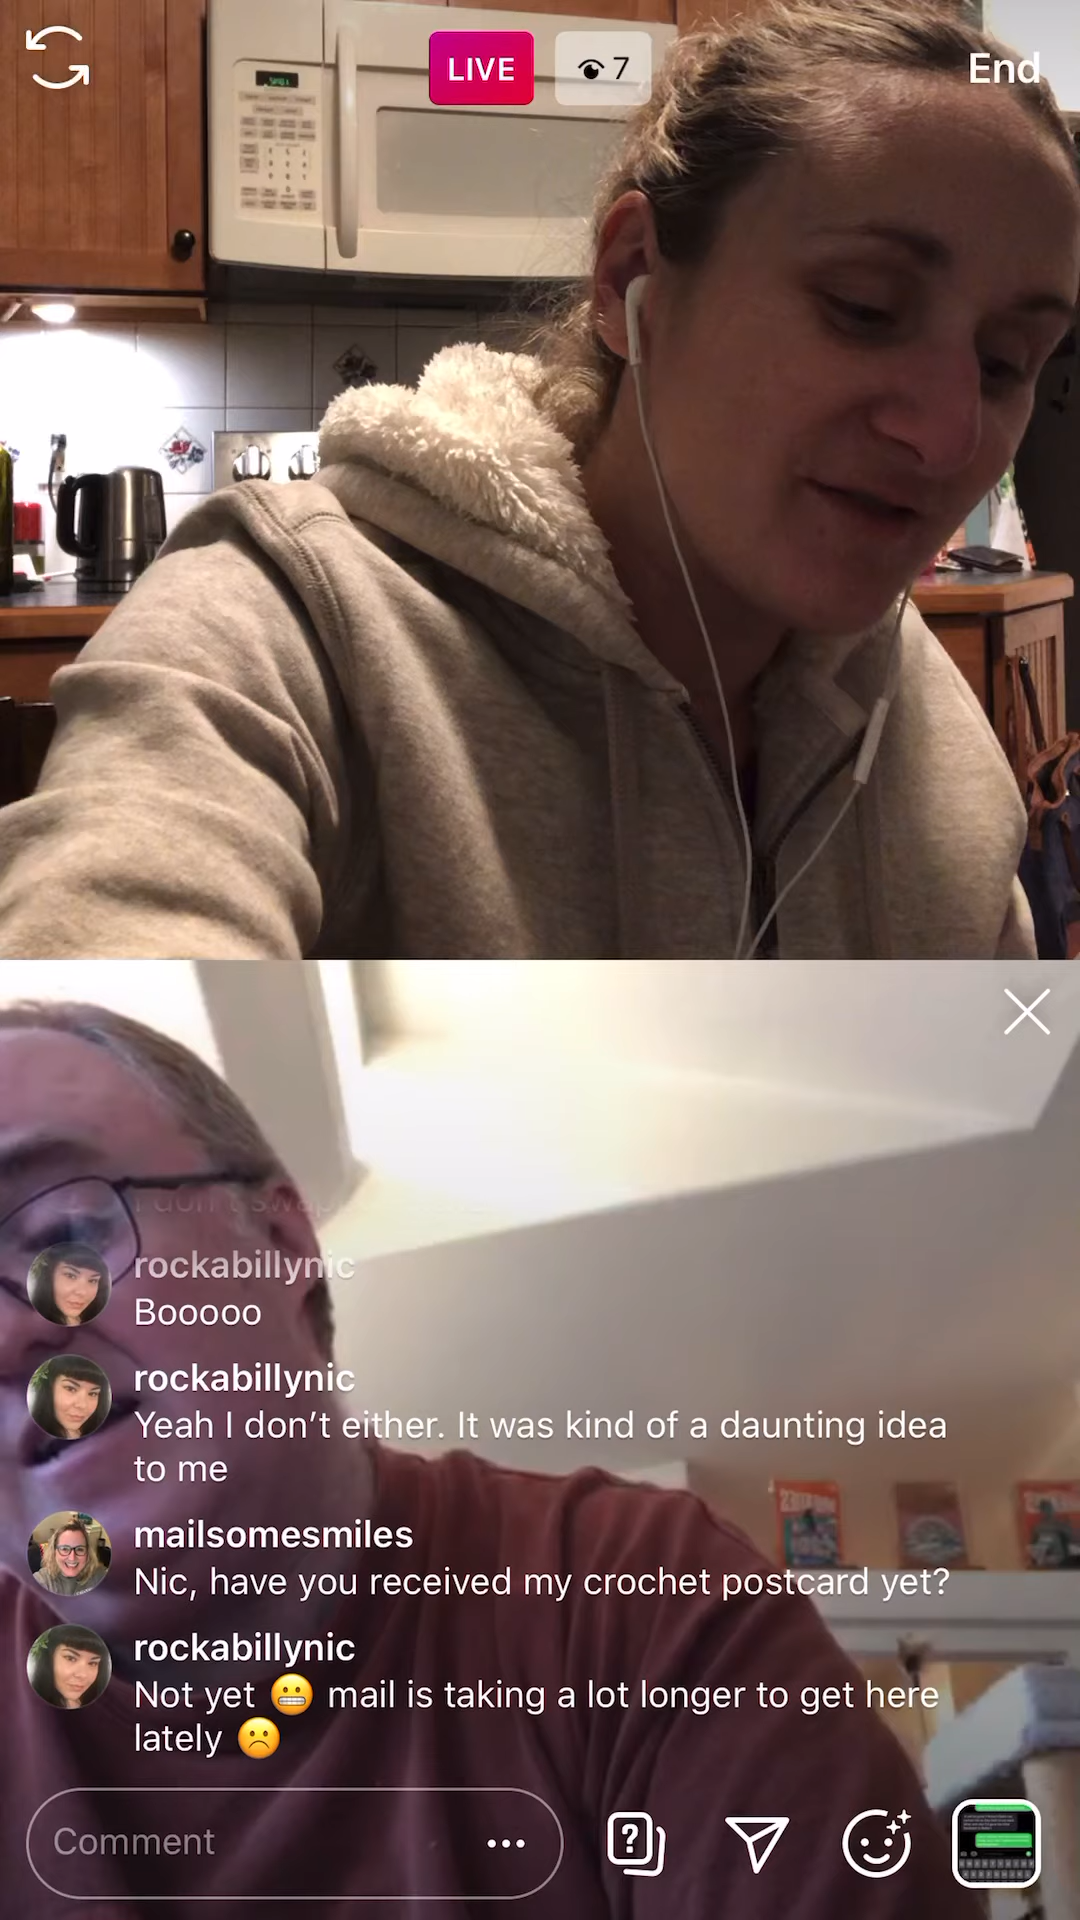 LIVE
7
End
I don't swap
rockabillynic
Booooo
rockabillynic
Yeah I don’t either. It was kind of a daunting idea
to me
mailsomesmiles
Nic, have you received my crochet postcard yet?
rockabillynic
Not yet 😬 mail is taking a lot longer to get here
lately ☹️
Comment